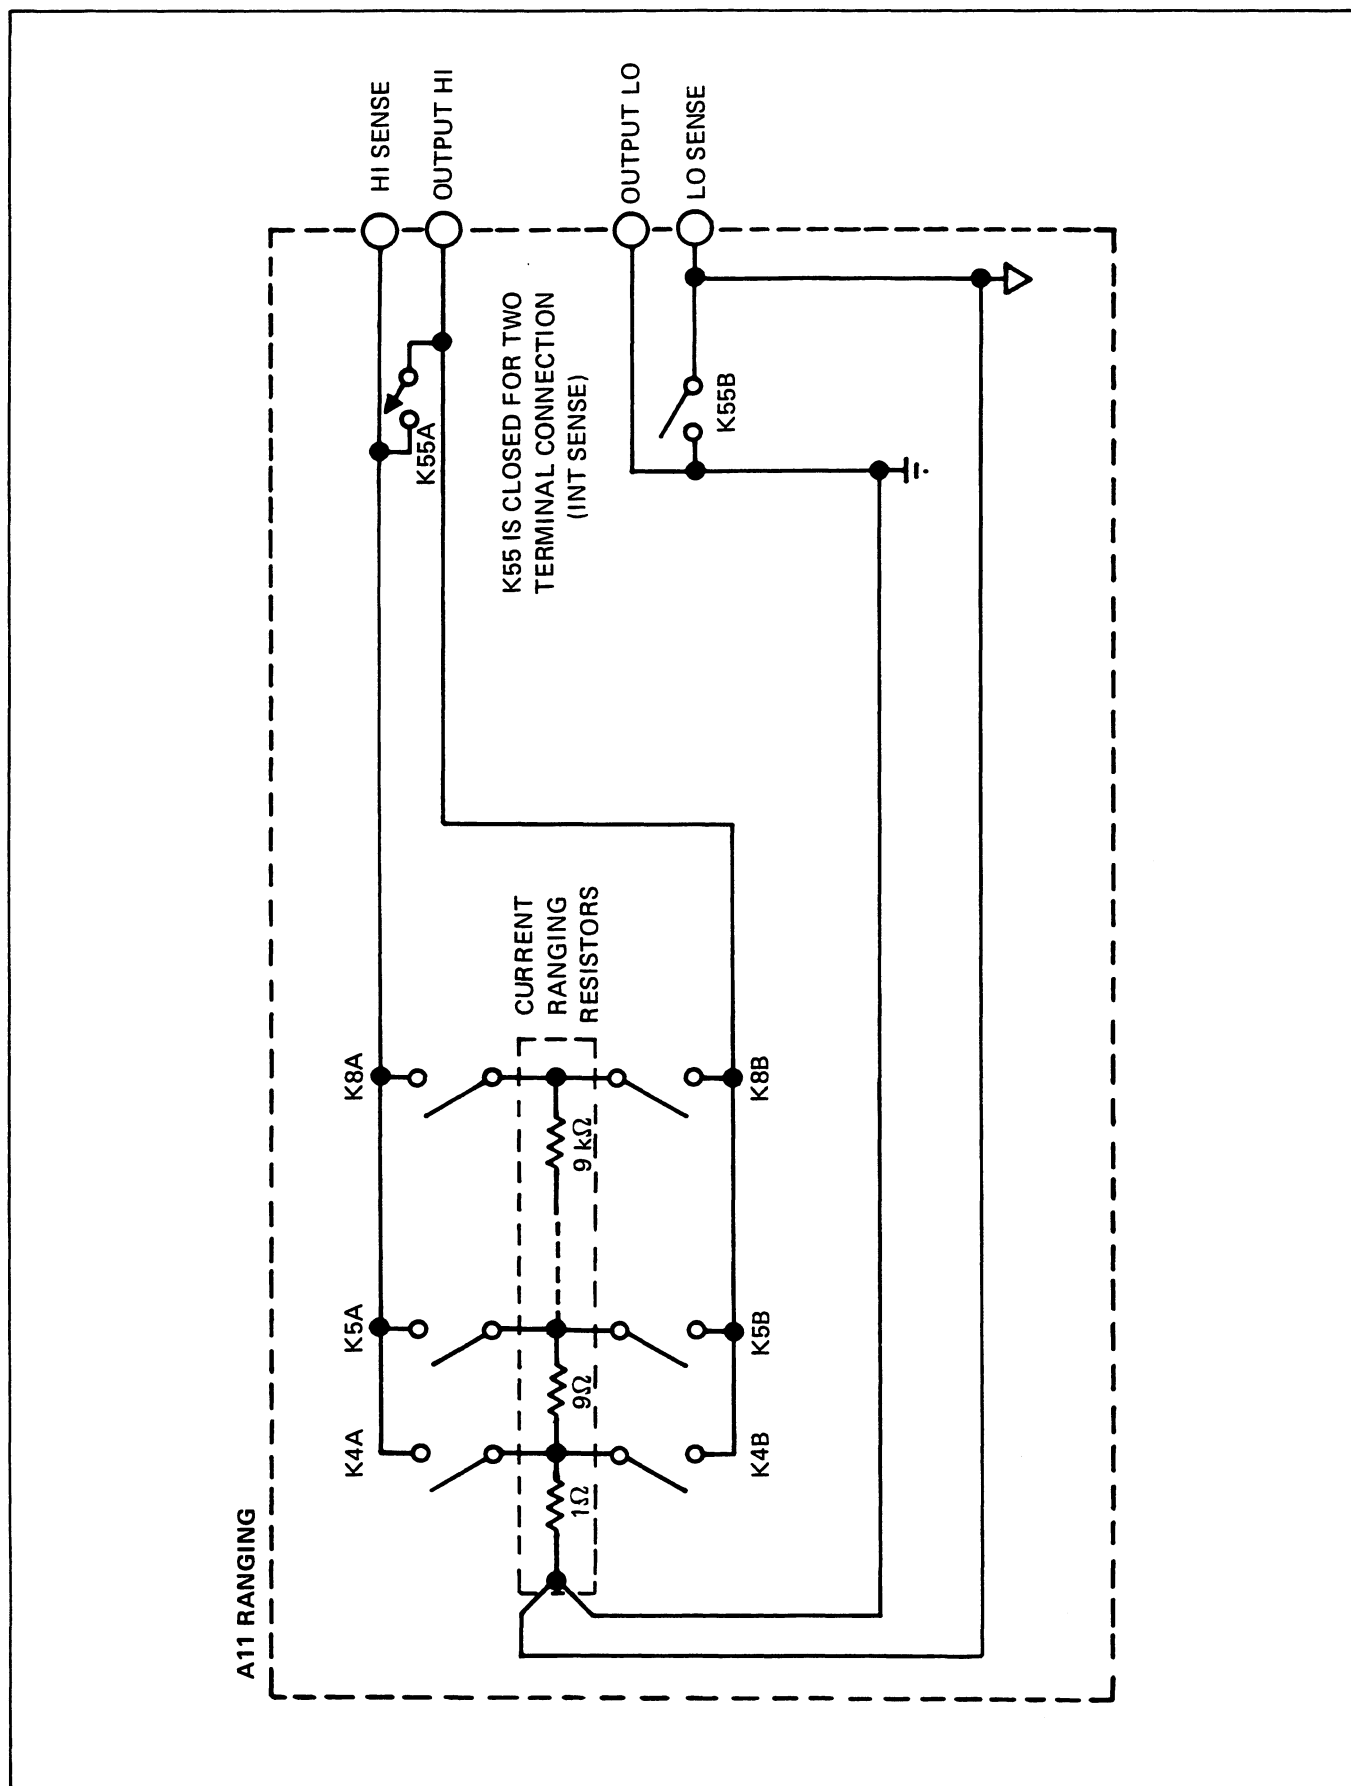 A11 RANGING
HI SENSE
OUTPUT HI
OUTPUT LO
LO SENSE
K55A
K55 IS CLOSED FOR TWO
TERMINAL CONNECTION
(INT SENSE)
K55B
CURRENT
RANGING
RESISTORS
K4A
K5A
K8A
1Ω
9Ω
9 kΩ
K4B
K5B
K8B